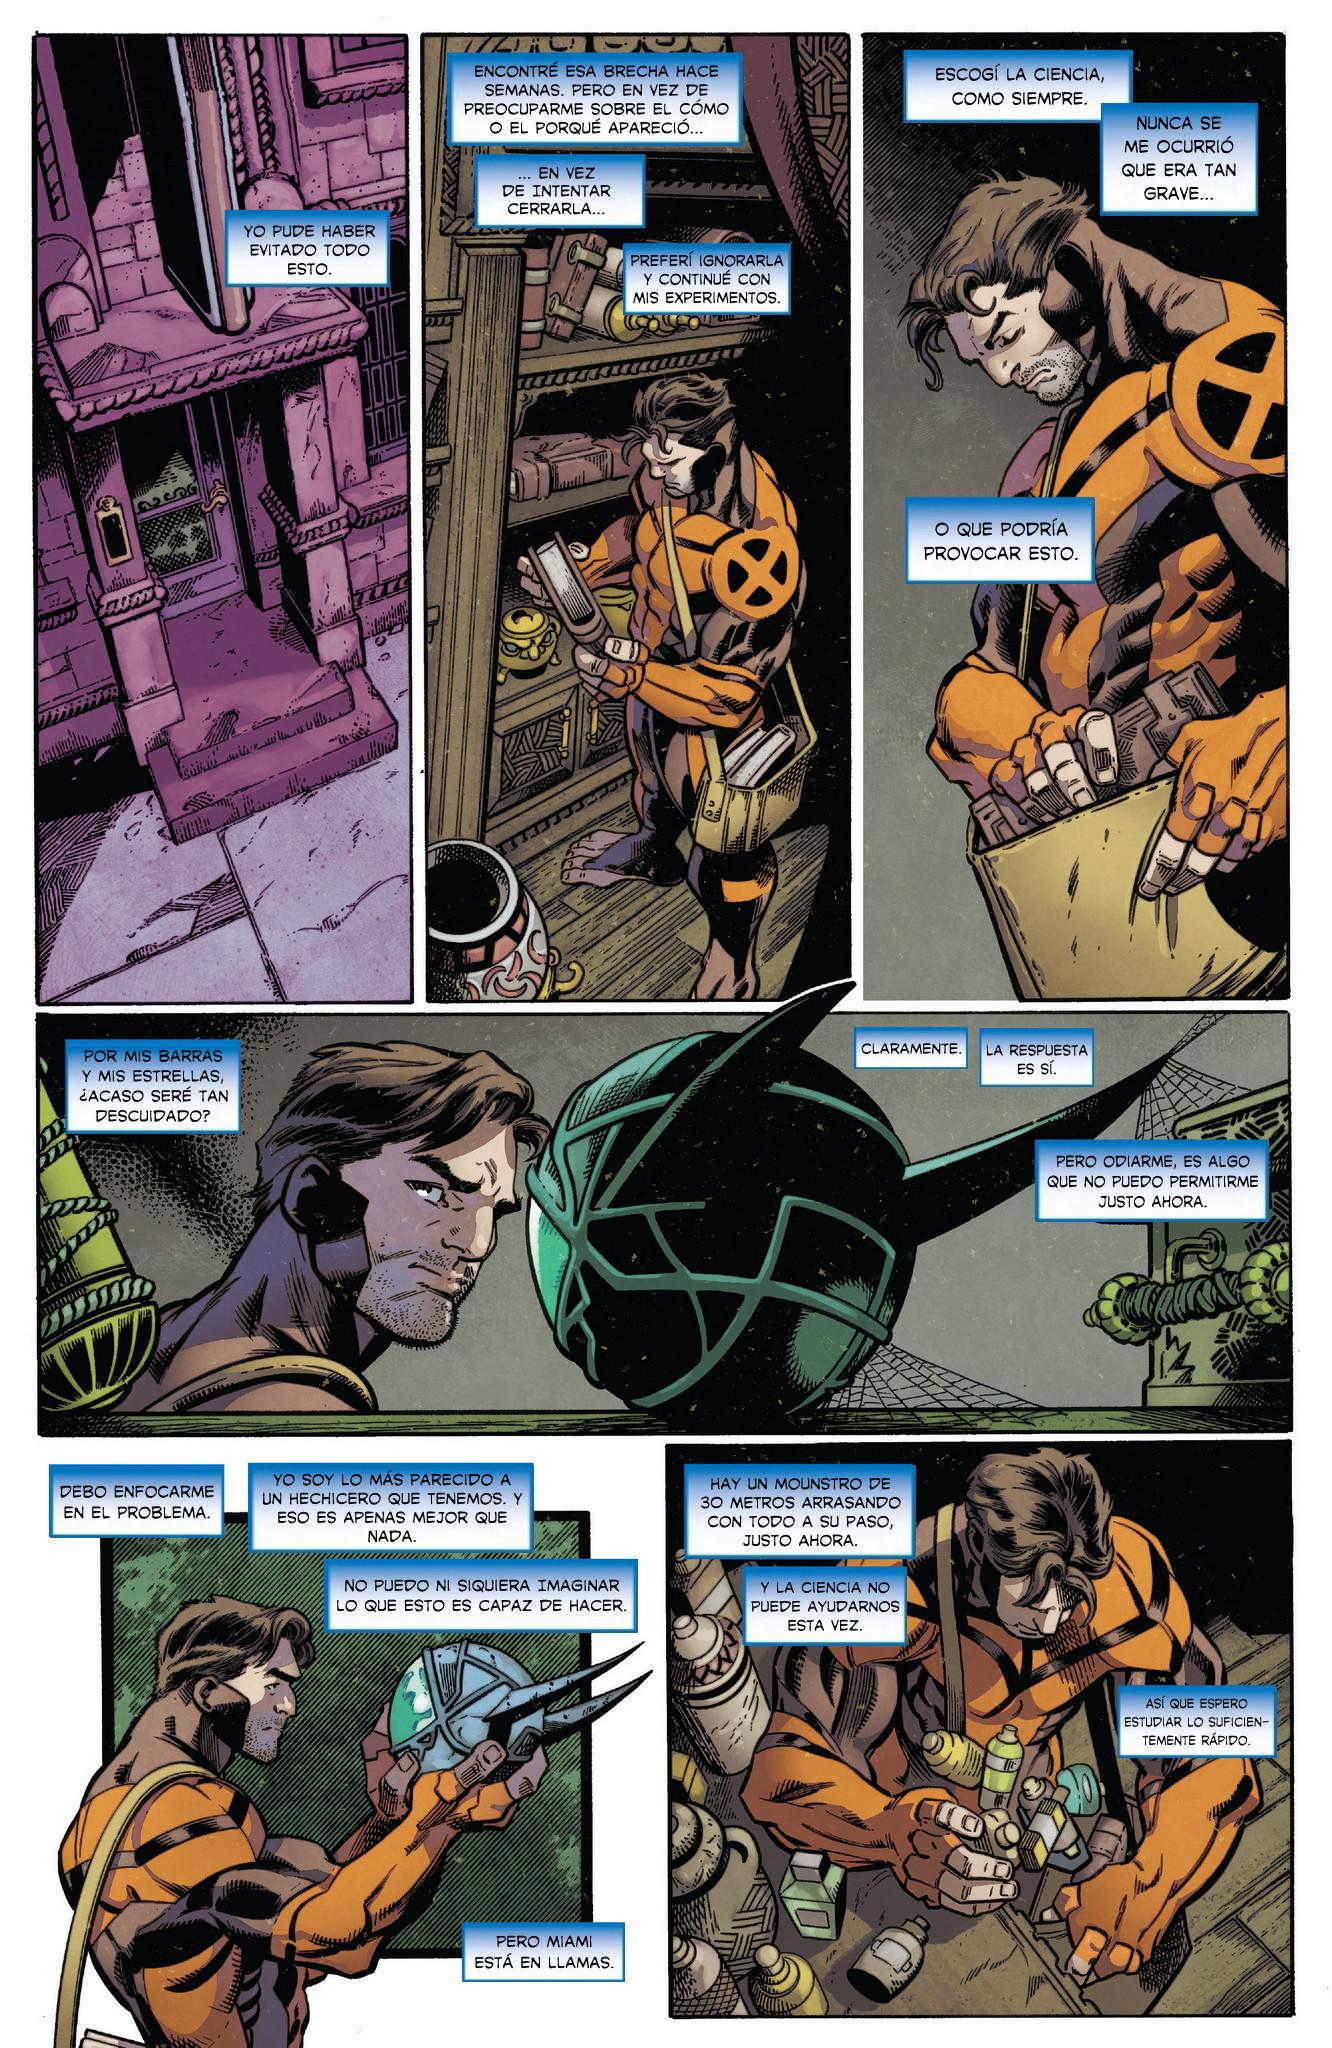 YO PUDE HABER
EVITADO TODO
ESTO.
ENCONTRÉ ESA BRECHA HACE
SEMANAS. PERO EN VEZ DE
PREOCUPARME SOBRE EL CÓMO
O EL PORQUÉ APARECIÓ...
... EN VEZ
DE INTENTAR
CERRARLA...
PREFERÍ IGNORARLA
Y CONTINUÉ CON
MIS EXPERIMENTOS.
ESCOGÍ LA CIENCIA,
COMO SIEMPRE.
NUNCA SE
ME OCURRIÓ
QUE ERA TAN
GRAVE...
O QUE PODRÍA
PROVOCAR ESTO.
POR MIS BARRAS
Y MIS ESTRELLAS,
¿ACASO SERÉ TAN
DESCUIDADO?
CLARAMENTE.
LA RESPUESTA
ES SÍ.
PERO ODIARME, ES ALGO
QUE NO PUEDO PERMITIRME
JUSTO AHORA.
DEBO ENFOCARME
EN EL PROBLEMA.
YO SOY LO MÁS PARECIDO A
UN HECHICERO QUE TENEMOS. Y
ESO ES APENAS MEJOR QUE
NADA.
NO PUEDO NI SIQUIERA IMAGINAR
LO QUE ESTO ES CAPAZ DE HACER.
PERO MIAMI
ESTÁ EN LLAMAS.
HAY UN MOUNSTRO DE
30 METROS ARRASANDO
CON TODO A SU PASO,
JUSTO AHORA.
Y LA CIENCIA NO
PUEDE AYUDARNOS
ESTA VEZ.
ASÍ QUE ESPERO
ESTUDIAR LO SUFICIEN-
TEMENTE RÁPIDO.